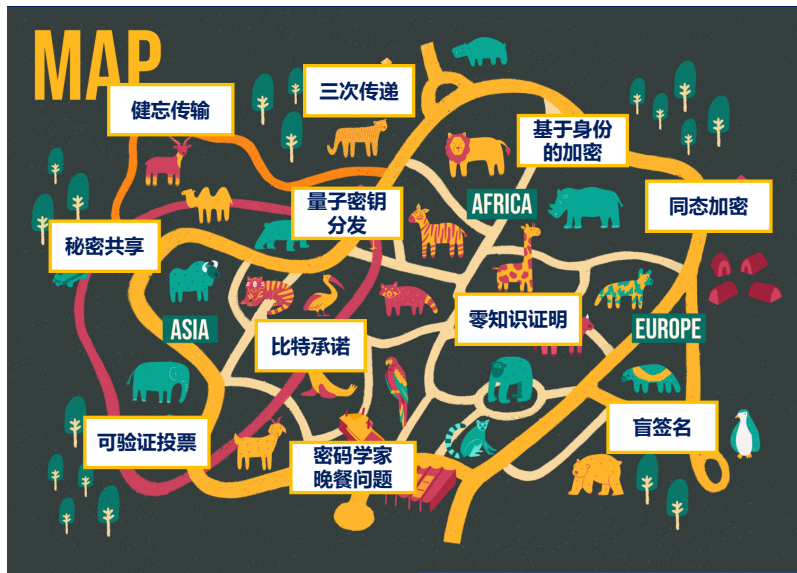 MAP
健忘传输
三次传递
基于身份
的加密
量子密钥
分发
AFRICA
同态加密
秘密共享
ASIA
比特承诺
零知识证明
EUROPE
可验证投票
密码学家
晚餐问题
盲签名